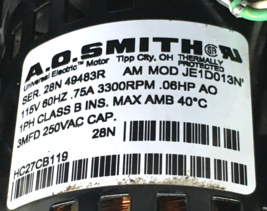 A.O.SMITH
Universal Electric™ Motor Tipp City, OH THERMALLY
PROTECTED
SER. 28N 49483R AM MOD JE1D013N
115V 60HZ .75A 3300RPM .06HP AO
1PH CLASS B INS. MAX AMB 40°C
3MFD 250VAC CAP. 28N
HC27CB119